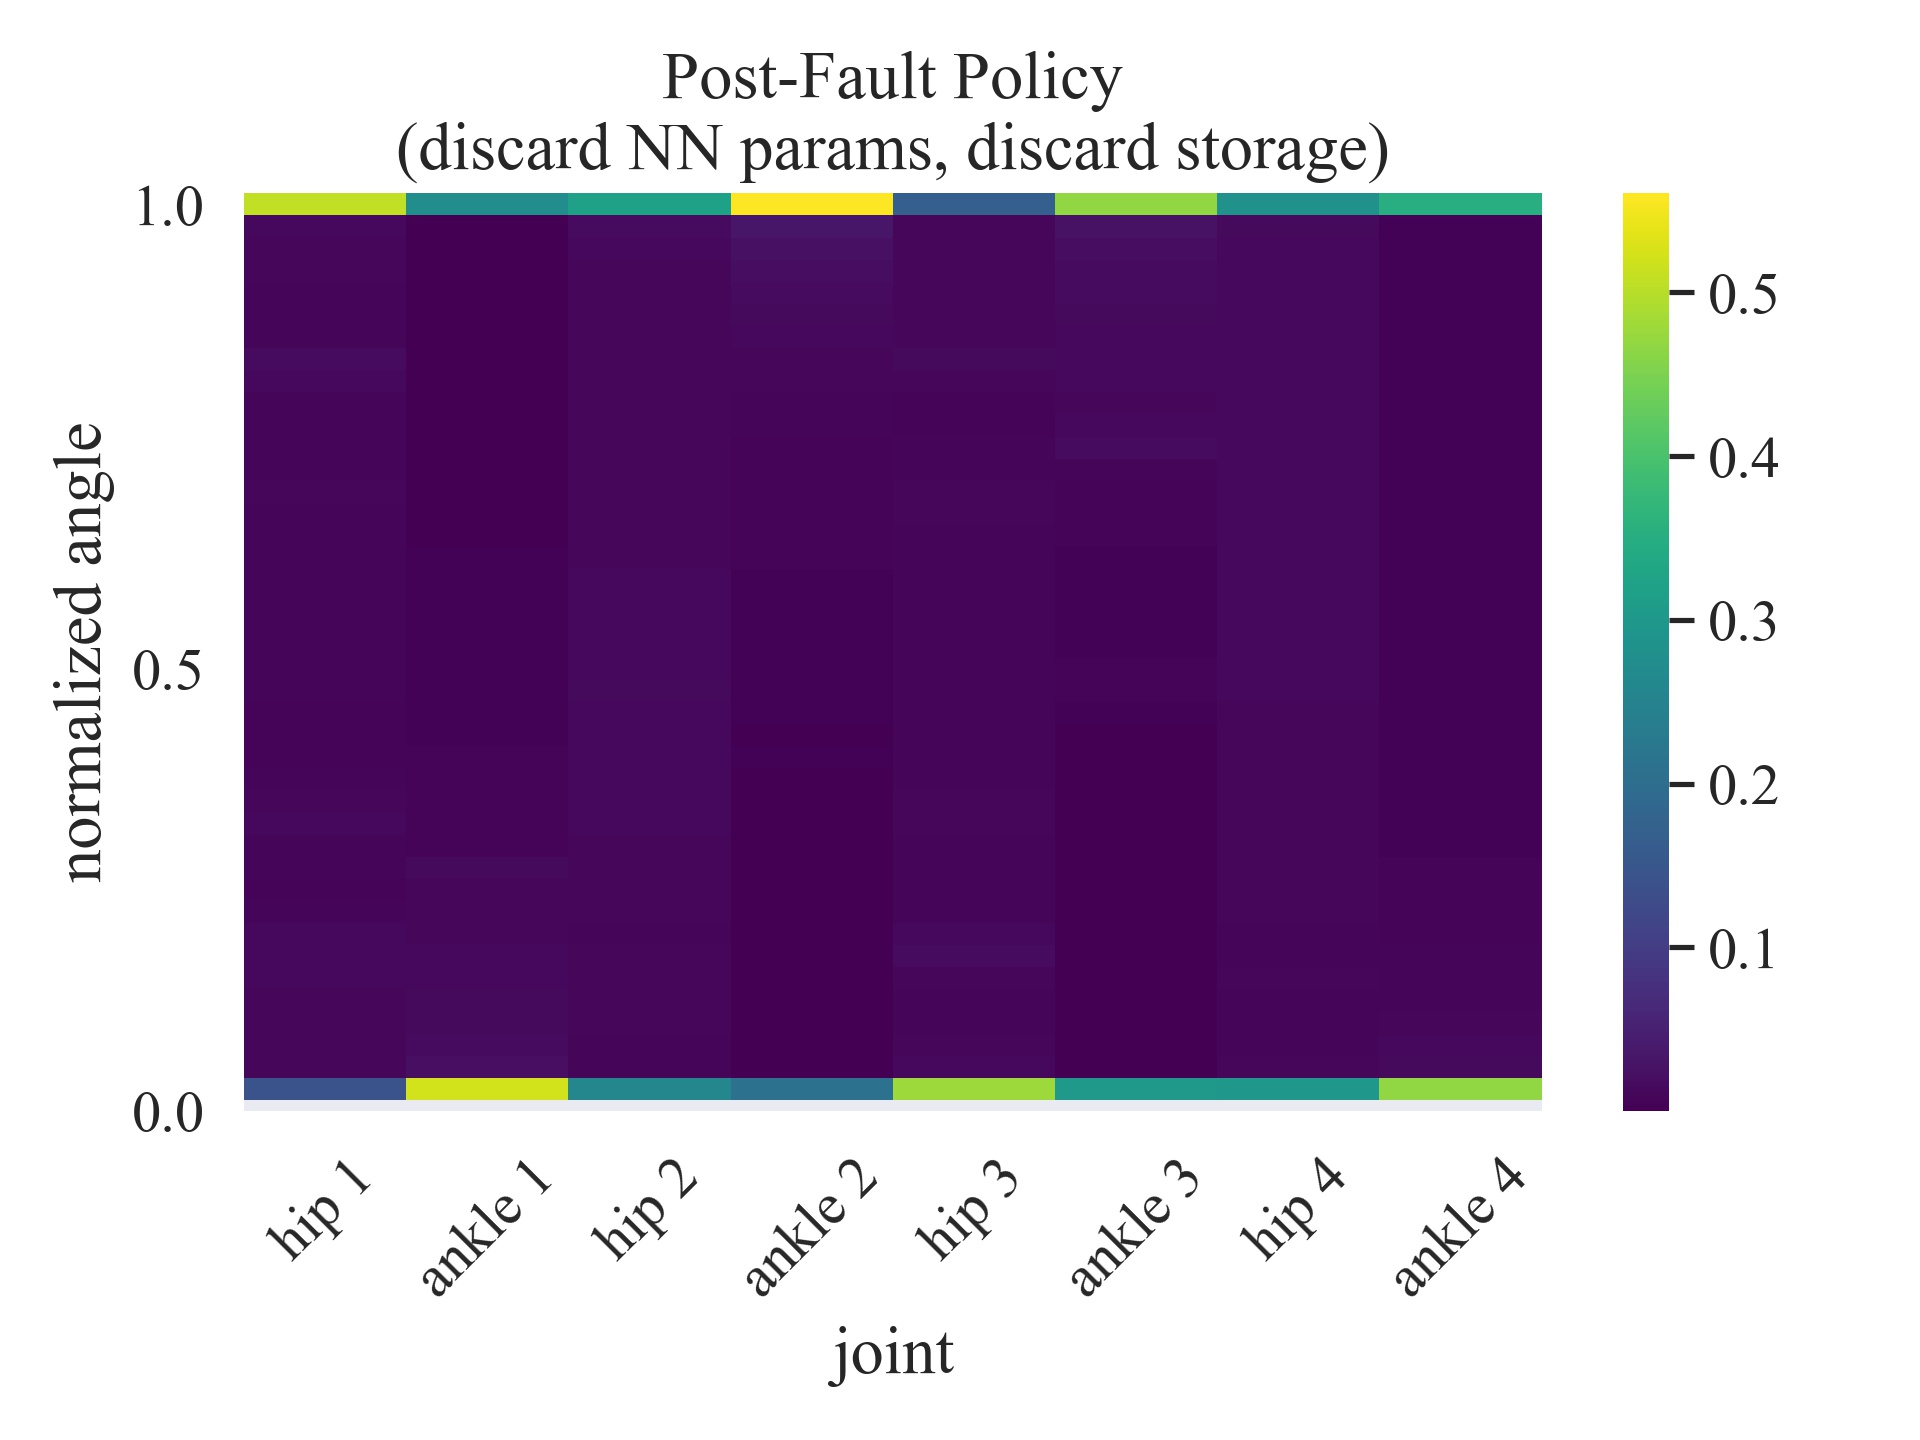 Post-Fault Policy
(discard NN params, discard storage)
1.0
0.5
0.0
normalized angle
hip 1
ankle 1
hip 2
ankle 2
hip 3
ankle 3
hip 4
ankle 4
joint
0.5
0.4
0.3
0.2
0.1